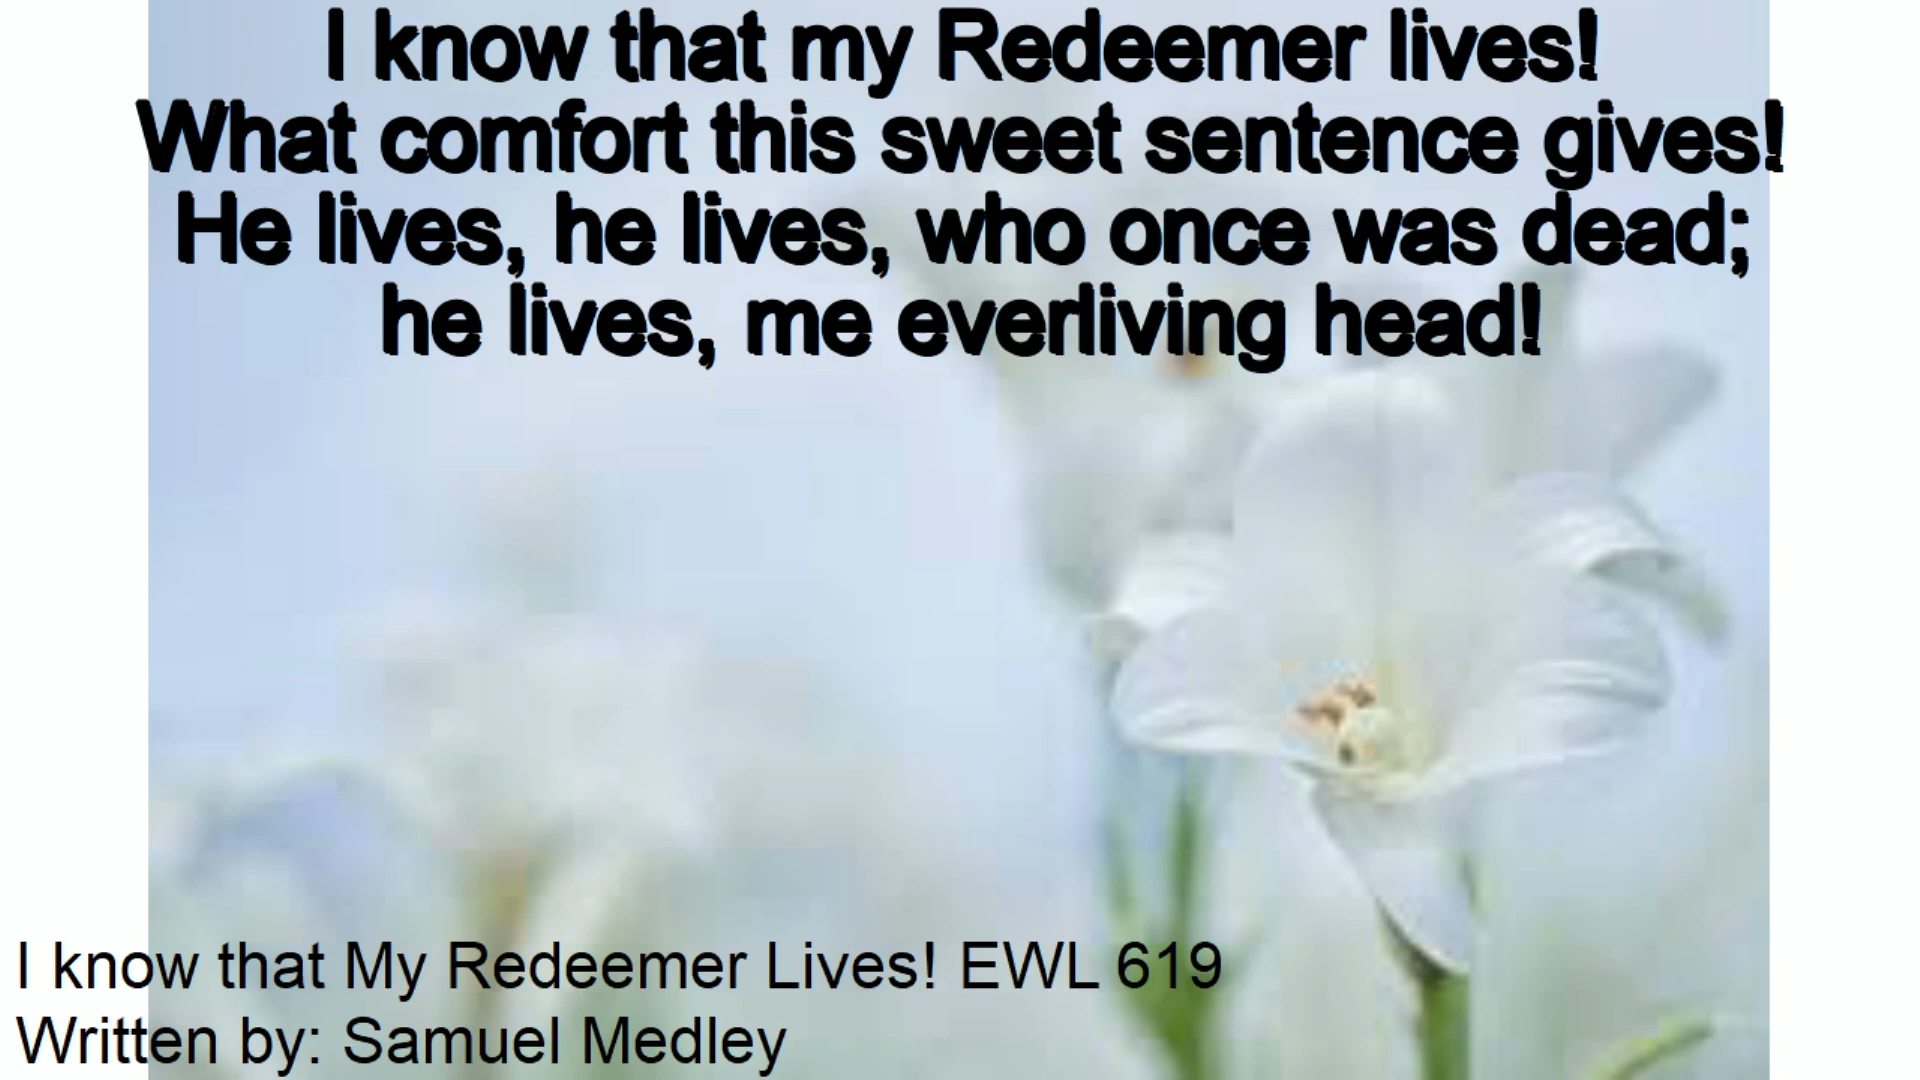 I know that my Redeemer lives!
What comfort this sweet sentence gives!
He lives, he lives, who once was dead;
he lives, me everliving head!
I know that My Redeemer Lives! EWL 619
Written by: Samuel Medley